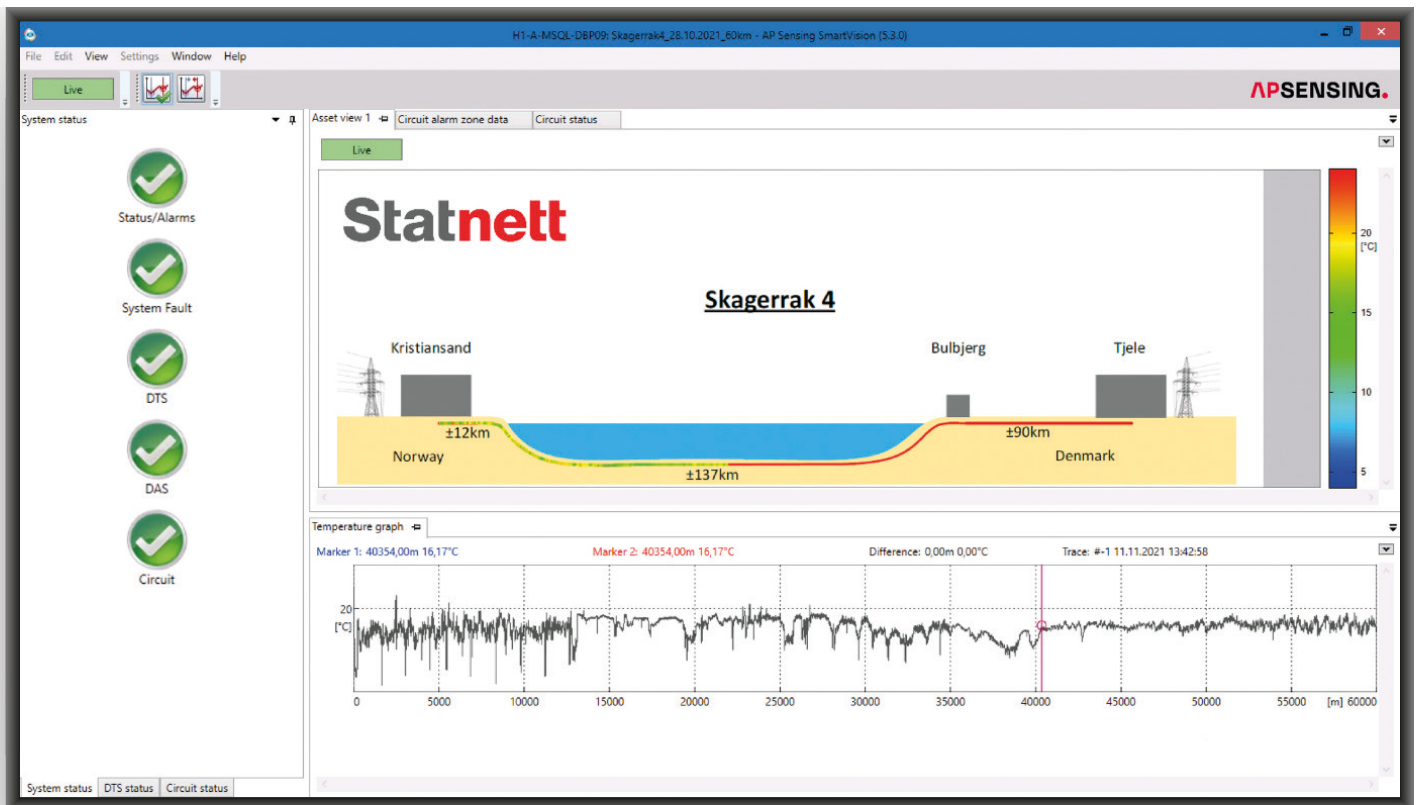 H1-A-MSQL-DBP09: Skagerrak4_28.10.2021_60km - AP Sensing SmartVision (5.3.0)
File Edit View Settings Window Help
Live
APSENSING.
System status
Status/Alarms
System Fault
DTS
DAS
Circuit
System status DTS status Circuit status
Asset view 1 Circuit alarm zone data Circuit status
Live
Statnett
Skagerrak 4
Kristiansand Bulbjerg Tjele
±12km ±90km
Norway Denmark
±137km
20
[°C]
15
10
5
Temperature graph
Marker 1: 40354,00m 16,17°C Marker 2: 40354,00m 16,17°C Difference: 0,00m 0,00°C Trace: #-1 11.11.2021 13:42:58
20
[°C]
0 5000 10000 15000 20000 25000 30000 35000 40000 45000 50000 55000 [m] 60000